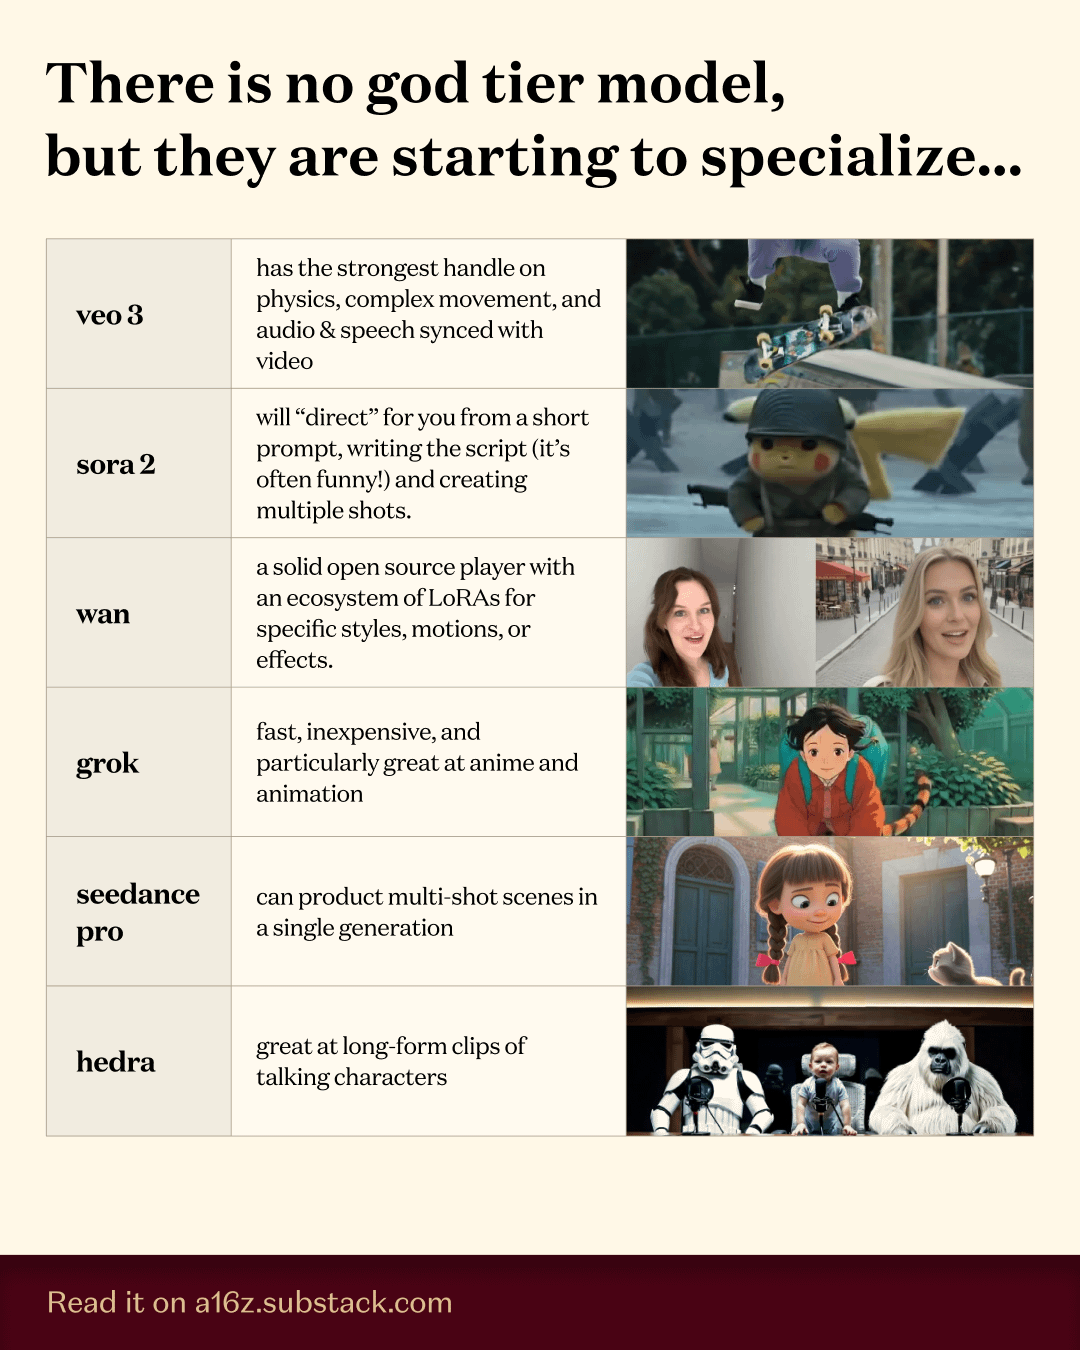 There is no god tier model,
but they are starting to specialize...
veo 3
has the strongest handle on
physics, complex movement, and
audio & speech synced with
video
sora 2
will “direct” for you from a short
prompt, writing the script (it’s
often funny!) and creating
multiple shots.
wan
a solid open source player with
an ecosystem of LoRAs for
specific styles, motions, or
effects.
grok
fast, inexpensive, and
particularly great at anime and
animation
seedance
pro
can product multi-shot scenes in
a single generation
hedra
great at long-form clips of
talking characters
Read it on a16z.substack.com